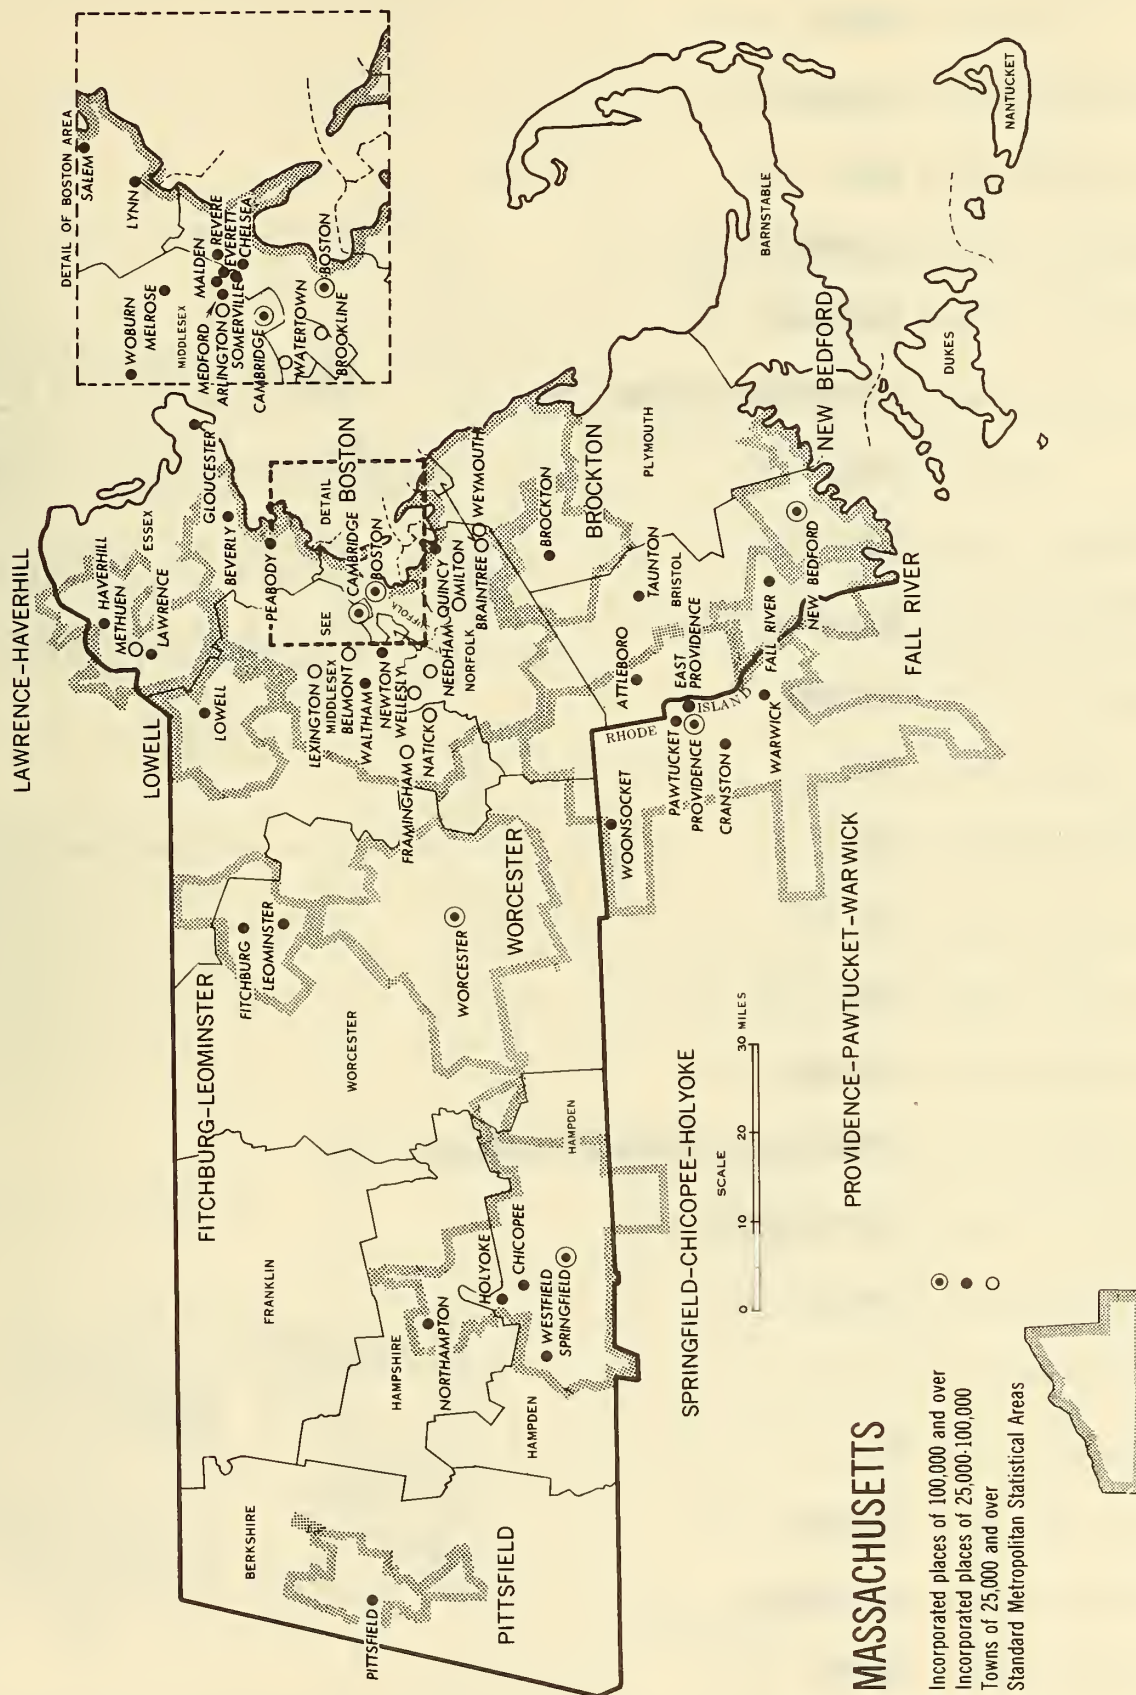 DETAIL OF BOSTON AREA
SALEM
LYNN
WOBURN
MELROSE
MIDDLESEX
MALDEN
REVERE
EVERETT
CHELSEA
MEDFORD
ARLINGTON
SOMERVILLE
CAMBRIDGE
BOSTON
WATERTOWN
BROOKLINE
LAWRENCE-HAVERHILL
HAVERHILL
METHUEN
LAWRENCE
ESSEX
GLOUCESTER
BEVERLY
PEABODY
LOWELL
LOWELL
SEE
DETAIL
BOSTON
CAMBRIDGE
BOSTON
LEXINGTON
MIDDLESEX
BELMONT
WALTHAM
NEWTON
WELLESLY
NATICK
FRAMINGHAM
NEEDHAM
QUINCY
MILTON
BRAINTREE
WEYMOUTH
NORFOLK
BROCKTON
BROCKTON
PLYMOUTH
BARNSTABLE
NANTUCKET
DUKES
NEW BEDFORD
NEW BEDFORD
TAUNTON
BRISTOL
ATTLEBORO
EAST
PROVIDENCE
FALL RIVER
FALL RIVER
RHODE ISLAND
PAWTUCKET
PROVIDENCE
CRANSTON
WARWICK
WOONSOCKET
PROVIDENCE-PAWTUCKET-WARWICK
FITCHBURG-LEOMINSTER
FITCHBURG
LEOMINSTER
WORCESTER
WORCESTER
WORCESTER
FRANKLIN
HAMPSHIRE
NORTHAMPTON
HOLYOKE
CHICOPEE
WESTFIELD
SPRINGFIELD
HAMPDEN
HAMPDEN
SPRINGFIELD-CHICOPEE-HOLYOKE
BERKSHIRE
PITTSFIELD
PITTSFIELD
SCALE
0 10 20 30 MILES
MASSACHUSETTS
Incorporated places of 100,000 and over
Incorporated places of 25,000-100,000
Towns of 25,000 and over
Standard Metropolitan Statistical Areas